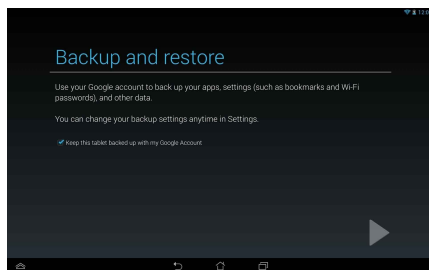 12:0
Backup and restore
Use your Google account to back up your apps, settings (such as bookmarks and Wi-Fi
passwords), and other data.
You can change your backup settings anytime in Settings.
Keep this tablet backed up with my Google Account